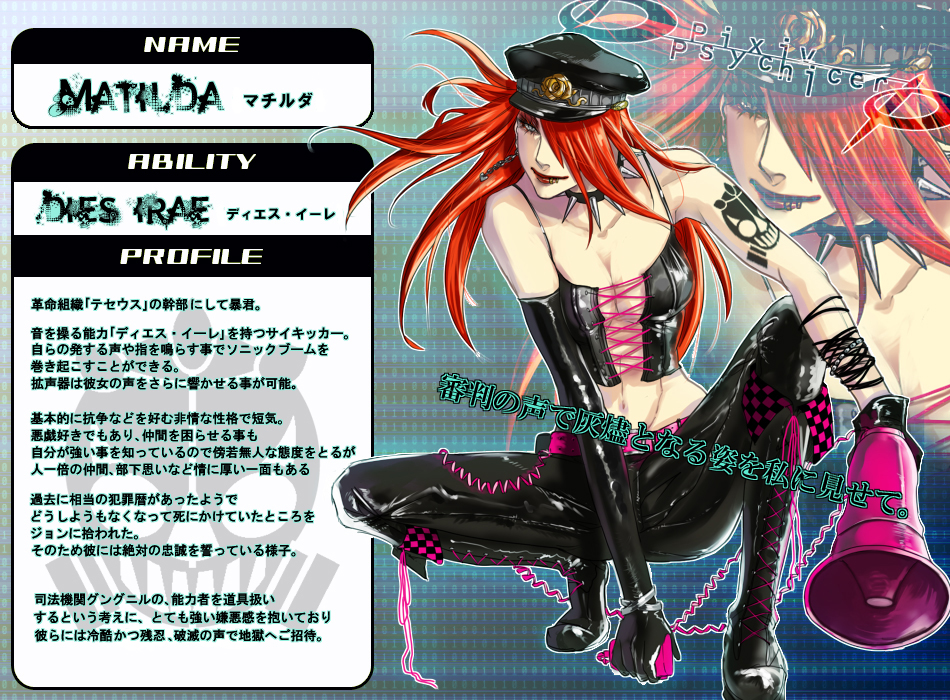 NAME
MATILDA マチルダ
ABILITY
DIES IRAE ディエス・イーレ
PROFILE
革命組織「テセウス」の幹部にして暴君。
音を操る能力「ディエス・イーレ」を持つサイキッカー。
自らの発する声や指を鳴らす事でソニックブームを
巻き起こすことができる。
拡声器は彼女の声をさらに響かせる事が可能。
基本的に抗争などを好む非情な性格で短気。
悪戯好きでもあり、仲間を困らせる事も
自分が強い事を知っているので傍若無人な態度をとるが
人一倍の仲間、部下思いなど情に厚い一面もある
過去に相当の犯罪暦があったようで
どうしようもなくなって死にかけていたところを
ジョンに拾われた。
そのため彼には絶対の忠誠を誓っている様子。
司法機関グングニルの、能力者を道具扱い
するという考えに、とても強い嫌悪感を抱いており
彼らには冷酷かつ残忍、破滅の声で地獄へご招待。
Pixiv
Psychicer
審判の声で灰燼となる姿を私に見せて。